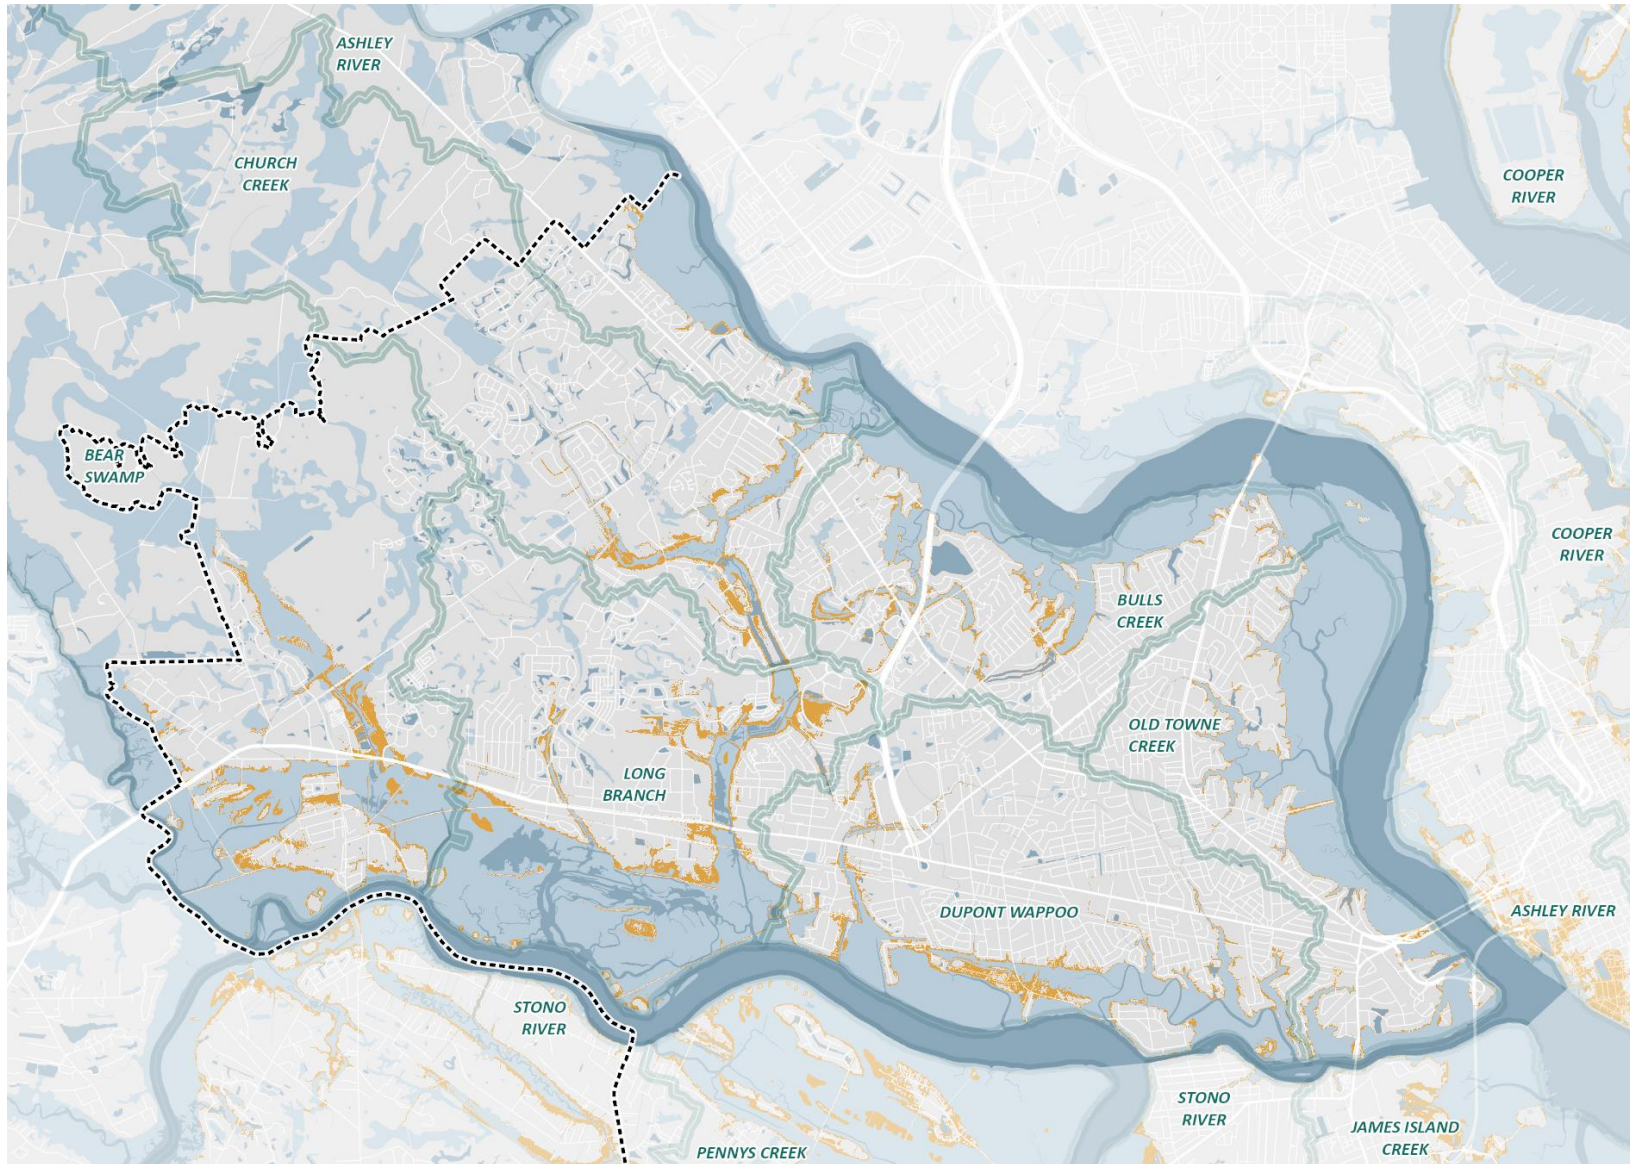 ASHLEY
RIVER
CHURCH
CREEK
COOPER
RIVER
BEAR
SWAMP
COOPER
RIVER
BULLS
CREEK
OLD TOWNE
CREEK
LONG
BRANCH
DUPONT WAPPOO
ASHLEY RIVER
STONO
RIVER
STONO
RIVER
JAMES ISLAND
CREEK
PENNYS CREEK